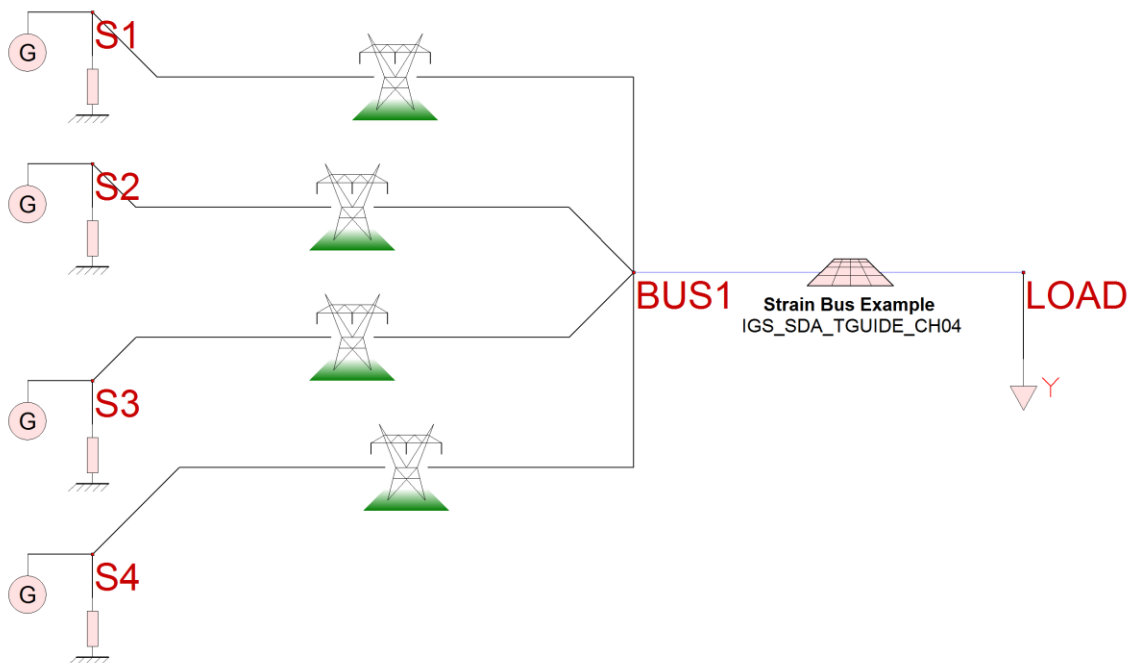 S1
G
S2
G
BUS1
LOAD
Strain Bus Example
IGS_SDA_TGUIDE_CH04
Y
S3
G
S4
G